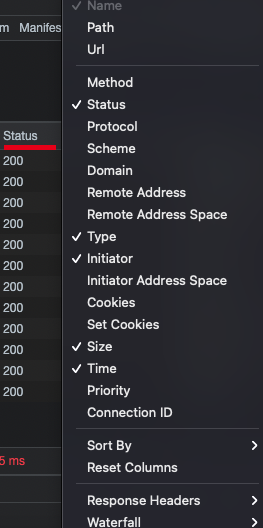 Name
Path
m Manifes
Url
Method
Status
Status
Protocol
200
Scheme
200
Domain
200
Remote Address
200
Remote Address Space
200
Type
200
Initiator
200
Initiator Address Space
200
Cookies
200
Set Cookies
200
Size
200
Time
200
Priority
Connection ID
Sort By
5 ms
Reset Columns
Response Headers
Waterfall